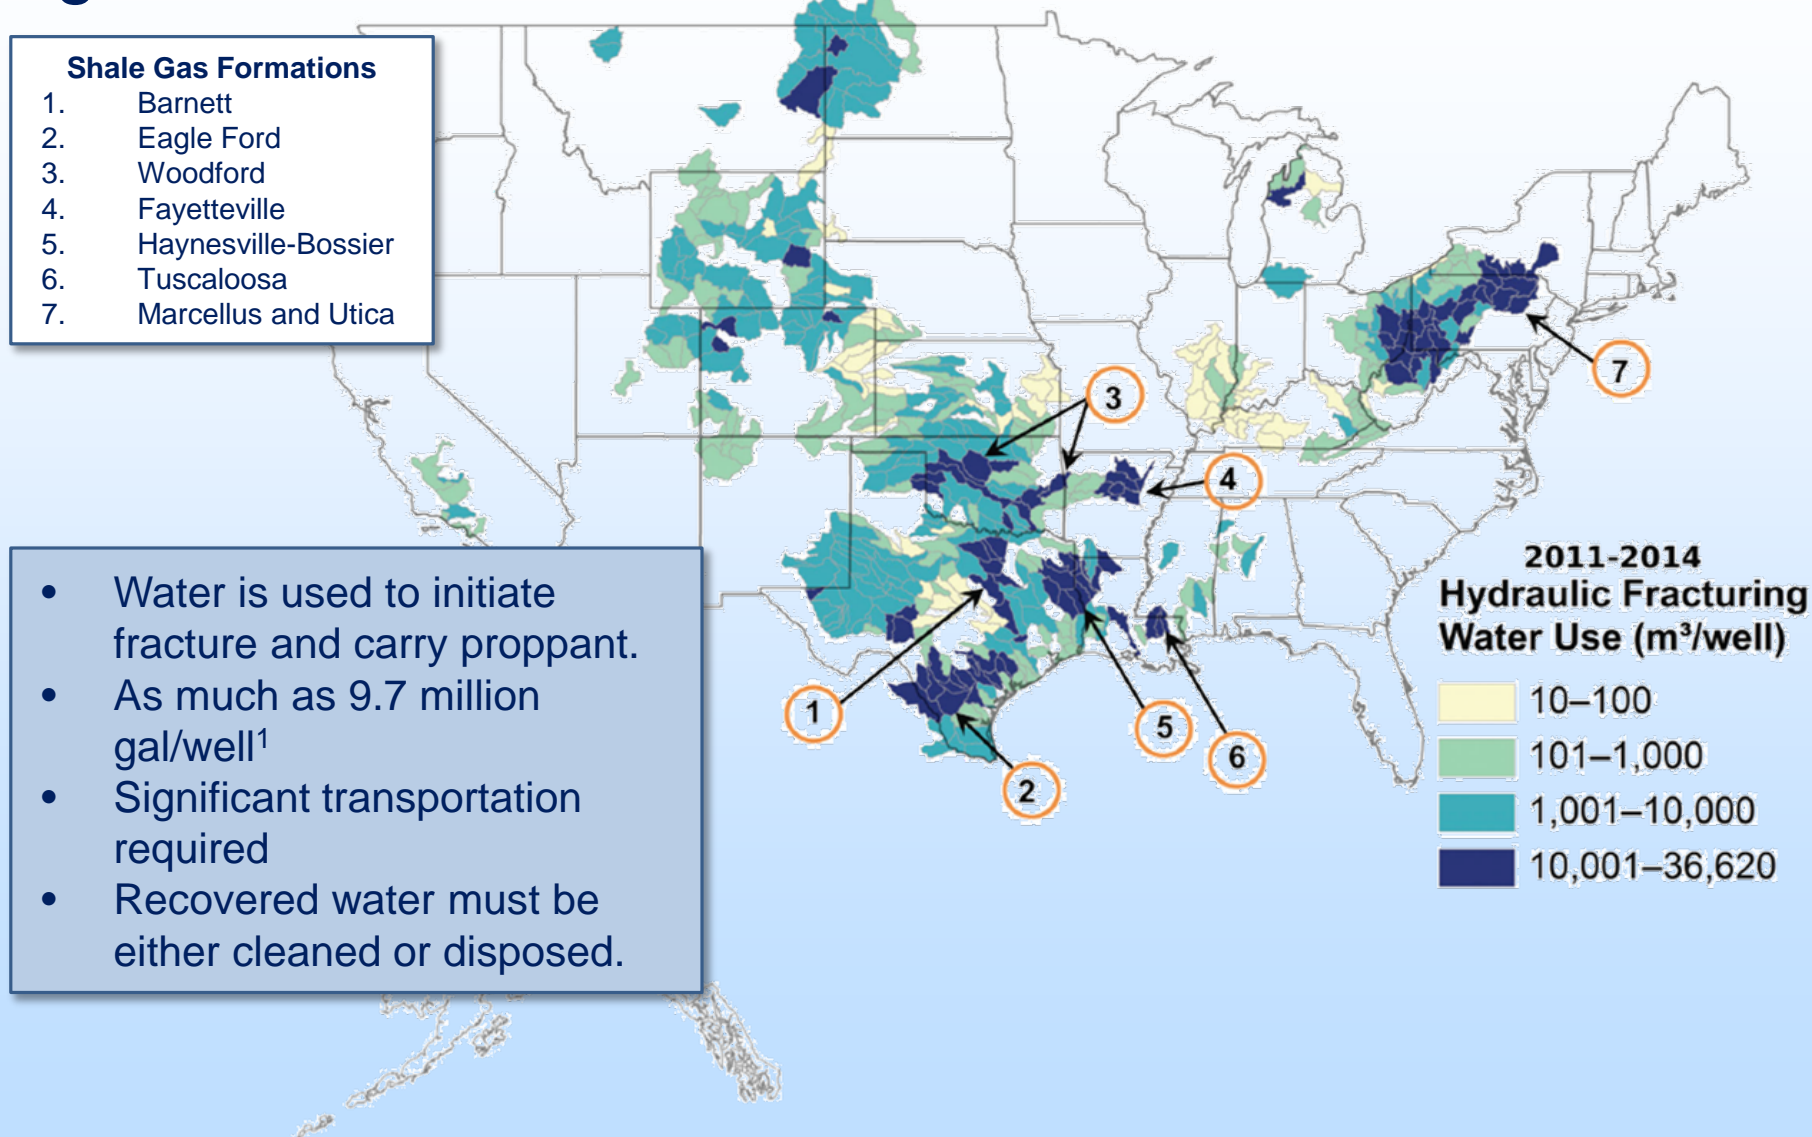 Shale Gas Formations
1. Barnett
2. Eagle Ford
3. Woodford
4. Fayetteville
5. Haynesville-Bossier
6. Tuscaloosa
7. Marcellus and Utica
3
7
4
1
5
6
2
• Water is used to initiate
fracture and carry proppant.
• As much as 9.7 million
gal/well¹
• Significant transportation
required
• Recovered water must be
either cleaned or disposed.
2011-2014
Hydraulic Fracturing
Water Use (m³/well)
10–100
101–1,000
1,001–10,000
10,001–36,620